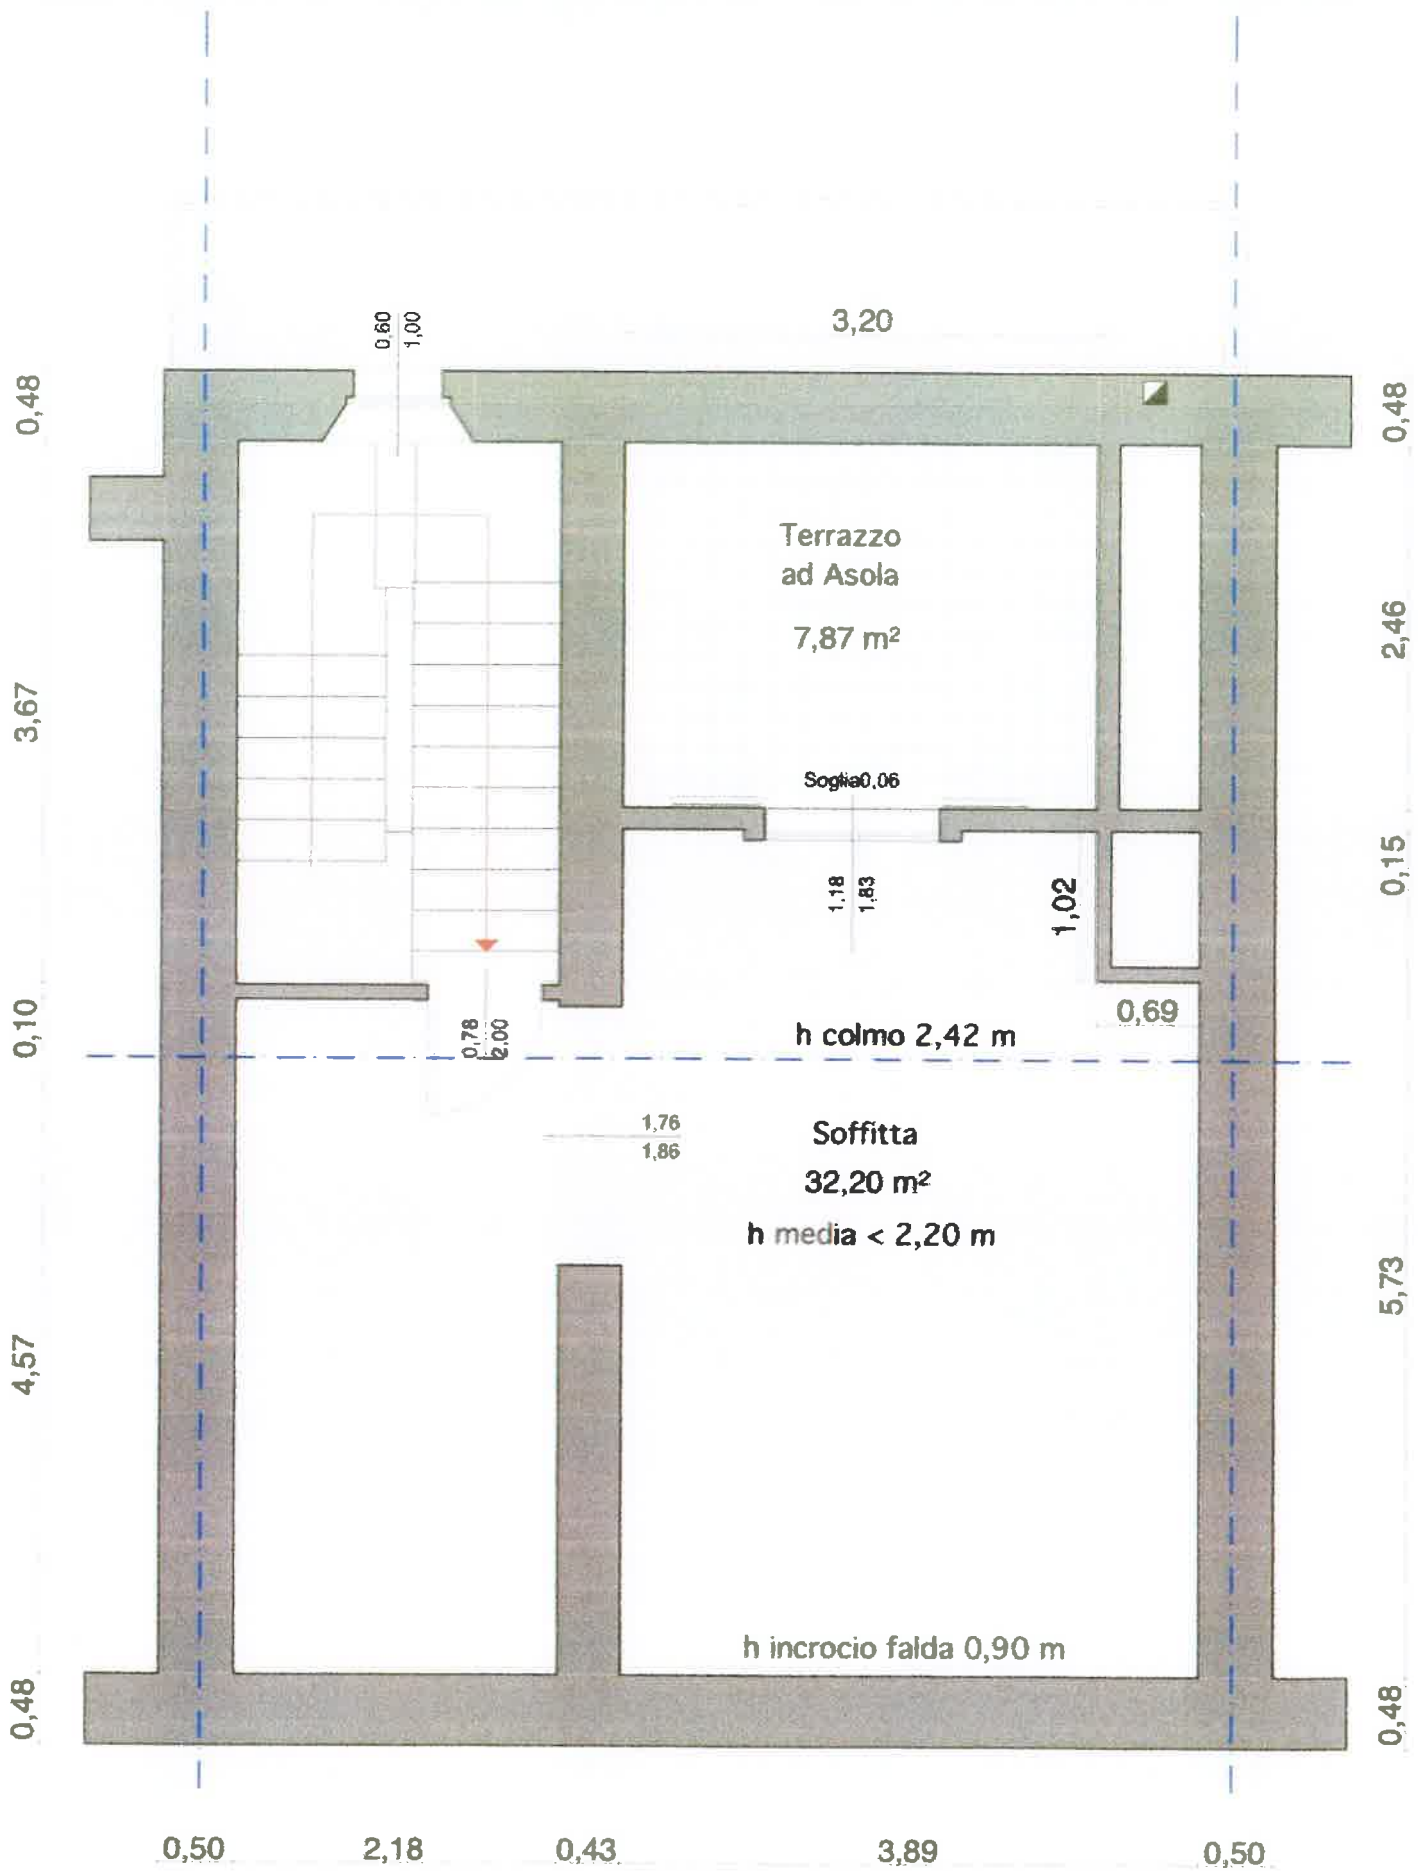 3,20
0,60
1,00
0,48
0,48
Terrazzo
ad Asola
7,87 m²
2,46
3,67
Soglia0,06
1,18
1,83
1,02
0,15
0,69
0,10
0,78
2,00
h colmo 2,42 m
1,76
1,86
Soffitta
32,20 m²
h media < 2,20 m
5,73
4,57
h incrocio falda 0,90 m
0,48
0,48
0,50 2,18 0,43 3,89 0,50